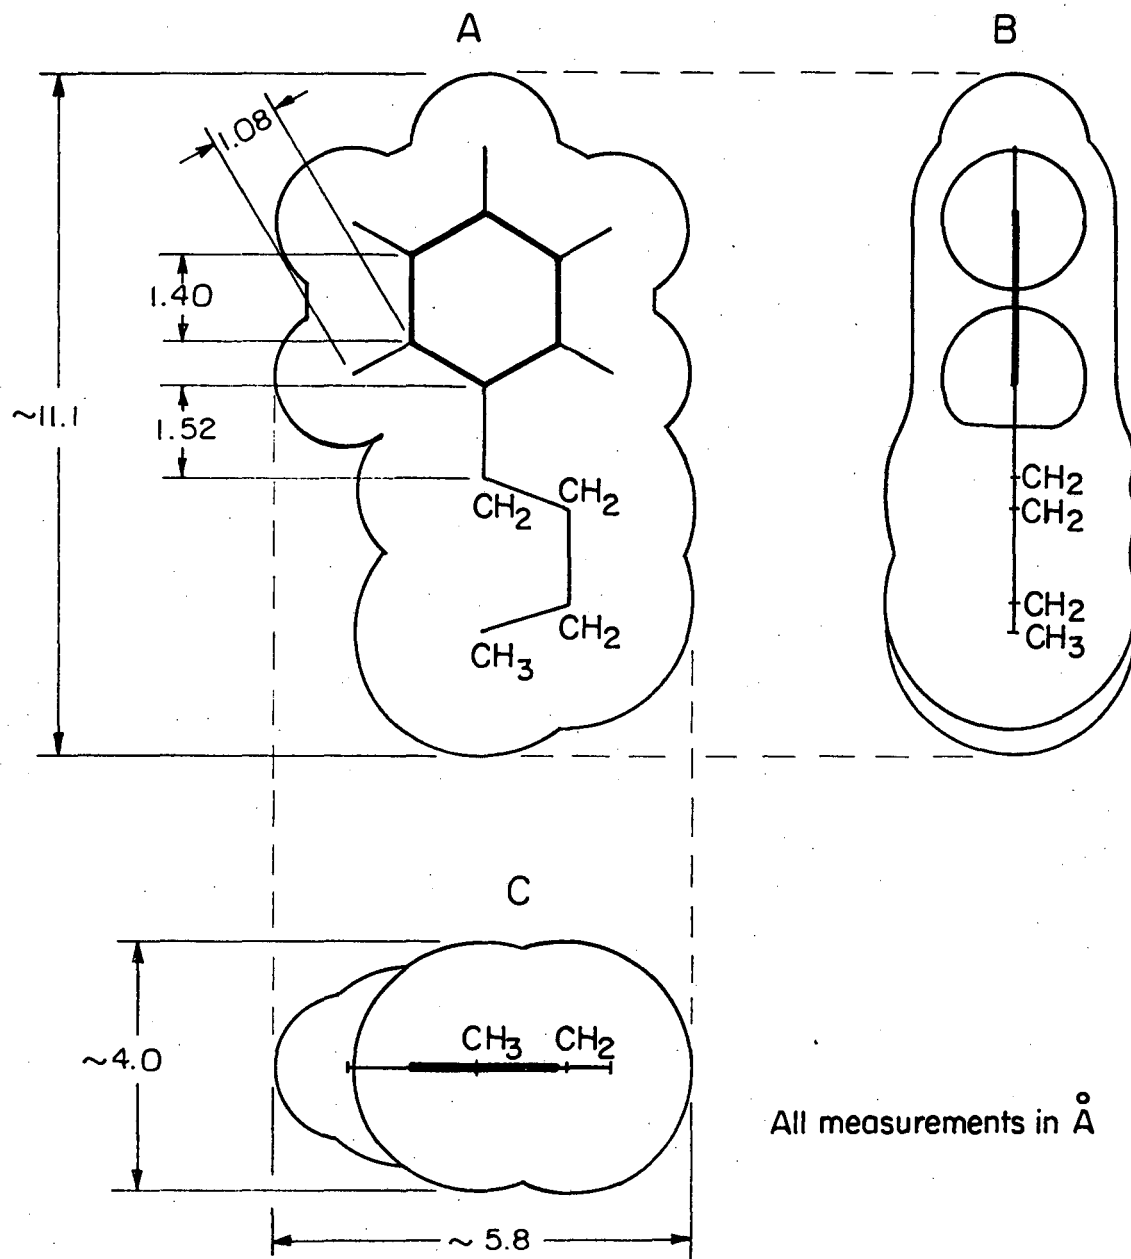 A
B
1.08
1.40
~11.1
1.52
CH2
CH2
CH2
CH3
CH2
CH2
CH2
CH3
C
CH3
CH2
~4.0
All measurements in Å
~ 5.8